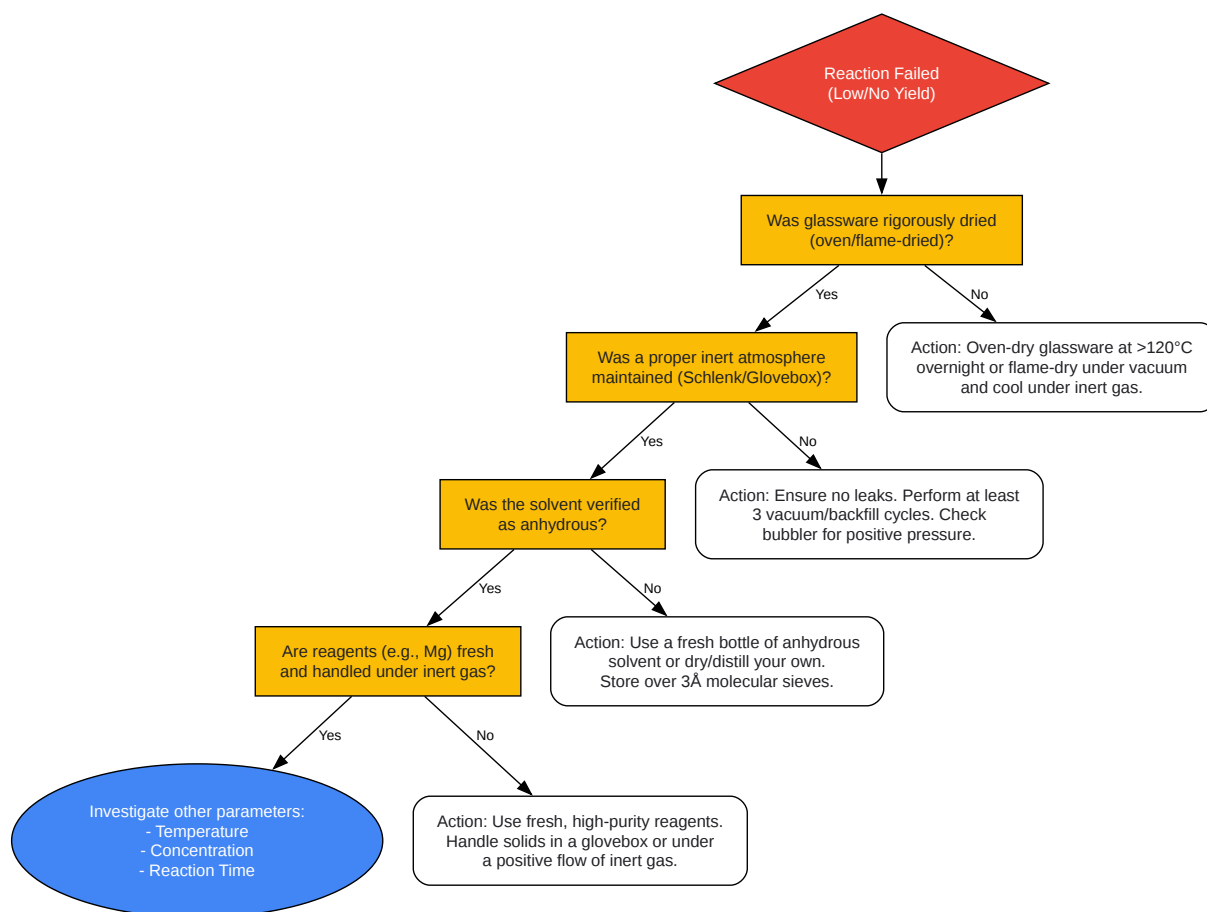 Reaction Failed
(Low/No Yield)
Was glassware rigorously dried
(oven/flame-dried)?
Yes
No
Was a proper inert atmosphere
maintained (Schlenk/Glovebox)?
Action: Oven-dry glassware at >120°C
overnight or flame-dry under vacuum
and cool under inert gas.
Yes
No
Was the solvent verified
as anhydrous?
Action: Ensure no leaks. Perform at least
3 vacuum/backfill cycles. Check
bubbler for positive pressure.
Yes
No
Are reagents (e.g., Mg) fresh
and handled under inert gas?
Action: Use a fresh bottle of anhydrous
solvent or dry/distill your own.
Store over 3Å molecular sieves.
Yes
No
Investigate other parameters:
- Temperature
- Concentration
- Reaction Time
Action: Use fresh, high-purity reagents.
Handle solids in a glovebox or under
a positive flow of inert gas.